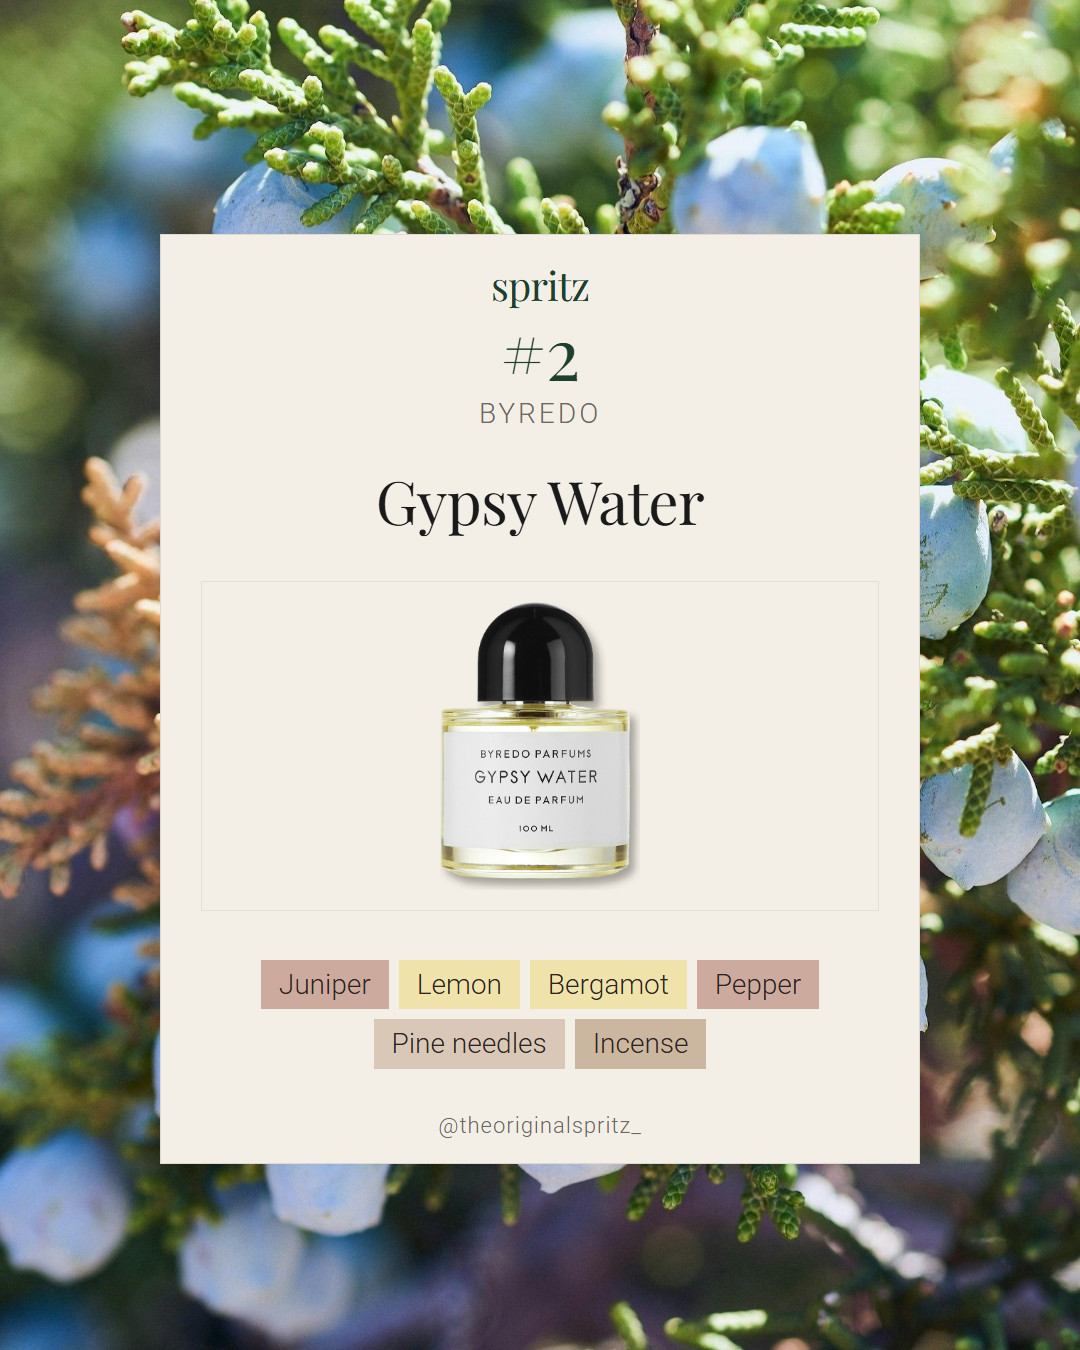 spritz
#2
BYREDO
Gypsy Water
BYREDO PARFUMS
GYPSY WATER
EAU DE PARFUM
100 ML
Juniper Lemon Bergamot Pepper
Pine needles Incense
@theoriginalspritz_